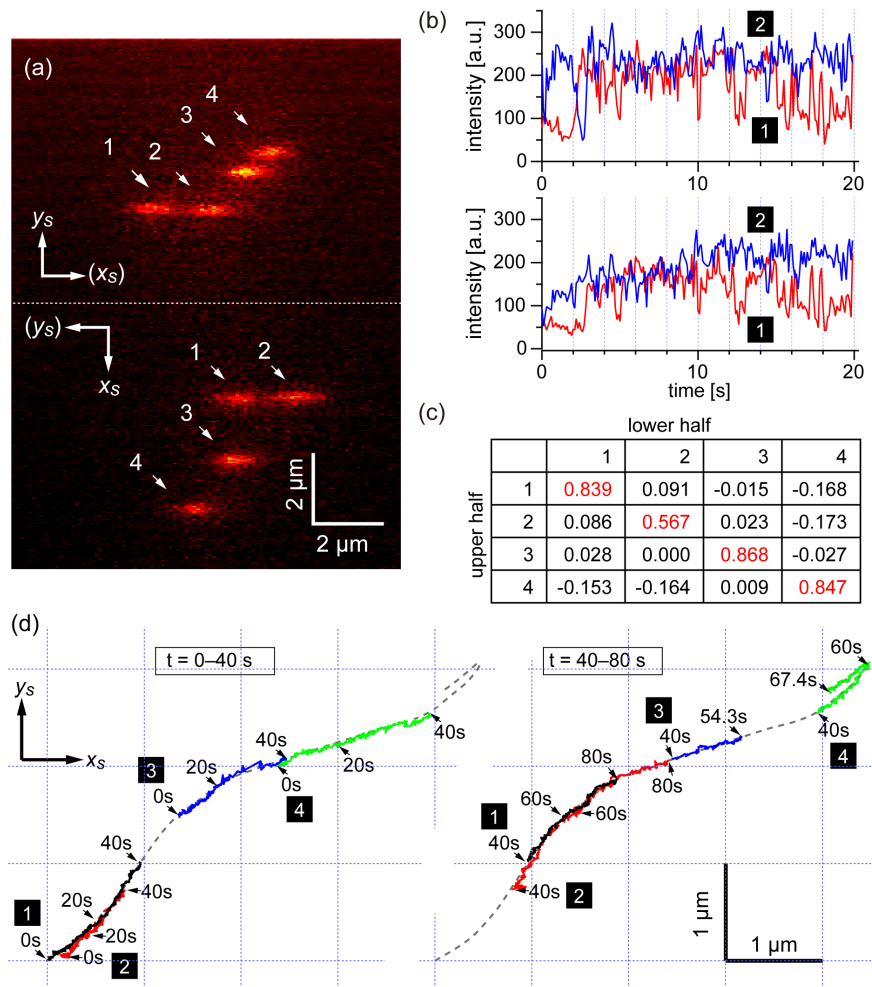 (a)
4
3
1
2
yS
(xS)
(yS)
xS
1
2
3
4
2 µm
2 µm
(b)
intensity [a.u.]
300
200
100
0
2
1
0
10
20
intensity [a.u.]
300
200
100
0
2
1
0
10
20
time [s]
(c)
lower half
upper half
1 2 3 4
1 0.839 0.091 -0.015 -0.168
2 0.086 0.567 0.023 -0.173
3 0.028 0.000 0.868 -0.027
4 -0.153 -0.164 0.009 0.847
(d)
t = 0–40 s
yS
xS
3
20s
40s
0s
0s
20s
40s
4
40s
40s
1
20s
20s
0s
0s
2
t = 40–80 s
60s
67.4s
3
54.3s
40s
40s
4
80s
80s
1
60s
60s
40s
40s
2
1 µm
1 µm